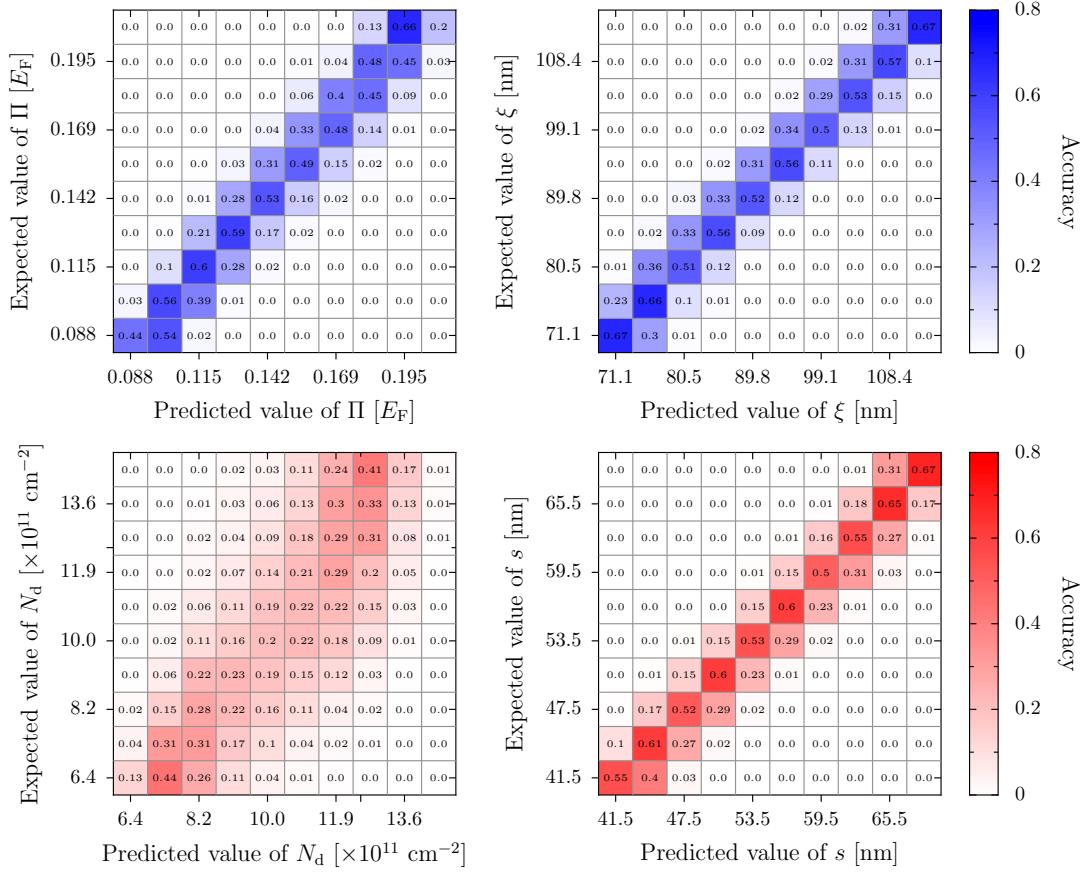 Expected value of Π [E_F]
0.0 0.0 0.0 0.0 0.0 0.0 0.0 0.13 0.66 0.2
0.195 0.0 0.0 0.0 0.0 0.0 0.01 0.04 0.48 0.45 0.03
0.0 0.0 0.0 0.0 0.0 0.06 0.4 0.45 0.09 0.0
0.169 0.0 0.0 0.0 0.0 0.04 0.33 0.48 0.14 0.01 0.0
0.0 0.0 0.0 0.03 0.31 0.49 0.15 0.02 0.0 0.0
0.142 0.0 0.0 0.01 0.28 0.53 0.16 0.02 0.0 0.0 0.0
0.0 0.0 0.21 0.59 0.17 0.02 0.0 0.0 0.0 0.0
0.115 0.0 0.1 0.6 0.28 0.02 0.0 0.0 0.0 0.0 0.0
0.03 0.56 0.39 0.01 0.0 0.0 0.0 0.0 0.0 0.0
0.088 0.44 0.54 0.02 0.0 0.0 0.0 0.0 0.0 0.0 0.0
0.088 0.115 0.142 0.169 0.195
Predicted value of Π [E_F]
Expected value of ξ [nm]
0.0 0.0 0.0 0.0 0.0 0.0 0.0 0.02 0.31 0.67
108.4 0.0 0.0 0.0 0.0 0.0 0.0 0.02 0.31 0.57 0.1
0.0 0.0 0.0 0.0 0.0 0.02 0.29 0.53 0.15 0.0
99.1 0.0 0.0 0.0 0.0 0.02 0.34 0.5 0.13 0.01 0.0
0.0 0.0 0.0 0.02 0.31 0.56 0.11 0.0 0.0 0.0
89.8 0.0 0.0 0.03 0.33 0.52 0.12 0.0 0.0 0.0 0.0
0.0 0.02 0.33 0.56 0.09 0.0 0.0 0.0 0.0 0.0
80.5 0.01 0.36 0.51 0.12 0.0 0.0 0.0 0.0 0.0 0.0
0.23 0.66 0.1 0.01 0.0 0.0 0.0 0.0 0.0 0.0
71.1 0.67 0.3 0.01 0.0 0.0 0.0 0.0 0.0 0.0 0.0
71.1 80.5 89.8 99.1 108.4
Predicted value of ξ [nm]
0.8
0.6
0.4
0.2
0
Accuracy
Expected value of N_d [×10^11 cm^−2]
0.0 0.0 0.0 0.02 0.03 0.11 0.24 0.41 0.17 0.01
13.6 0.0 0.0 0.01 0.03 0.06 0.13 0.3 0.33 0.13 0.01
0.0 0.0 0.02 0.04 0.09 0.18 0.29 0.31 0.08 0.01
11.9 0.0 0.0 0.02 0.07 0.14 0.21 0.29 0.2 0.05 0.0
0.0 0.02 0.06 0.11 0.19 0.22 0.22 0.15 0.03 0.0
10.0 0.0 0.02 0.11 0.16 0.2 0.22 0.18 0.09 0.01 0.0
0.0 0.06 0.22 0.23 0.19 0.15 0.12 0.03 0.0 0.0
8.2 0.02 0.15 0.28 0.22 0.16 0.11 0.04 0.02 0.0 0.0
0.04 0.31 0.31 0.17 0.1 0.04 0.02 0.01 0.0 0.0
6.4 0.13 0.44 0.26 0.11 0.04 0.01 0.0 0.0 0.0 0.0
6.4 8.2 10.0 11.9 13.6
Predicted value of N_d [×10^11 cm^−2]
Expected value of s [nm]
0.0 0.0 0.0 0.0 0.0 0.0 0.0 0.01 0.31 0.67
65.5 0.0 0.0 0.0 0.0 0.0 0.0 0.01 0.18 0.65 0.17
0.0 0.0 0.0 0.0 0.0 0.01 0.16 0.55 0.27 0.01
59.5 0.0 0.0 0.0 0.0 0.01 0.15 0.5 0.31 0.03 0.0
0.0 0.0 0.0 0.0 0.15 0.6 0.23 0.01 0.0 0.0
53.5 0.0 0.0 0.01 0.15 0.53 0.29 0.02 0.0 0.0 0.0
0.0 0.01 0.15 0.6 0.23 0.01 0.0 0.0 0.0 0.0
47.5 0.0 0.17 0.52 0.29 0.02 0.0 0.0 0.0 0.0 0.0
0.1 0.61 0.27 0.02 0.0 0.0 0.0 0.0 0.0 0.0
41.5 0.55 0.4 0.03 0.0 0.0 0.0 0.0 0.0 0.0 0.0
41.5 47.5 53.5 59.5 65.5
Predicted value of s [nm]
0.8
0.6
0.4
0.2
0
Accuracy